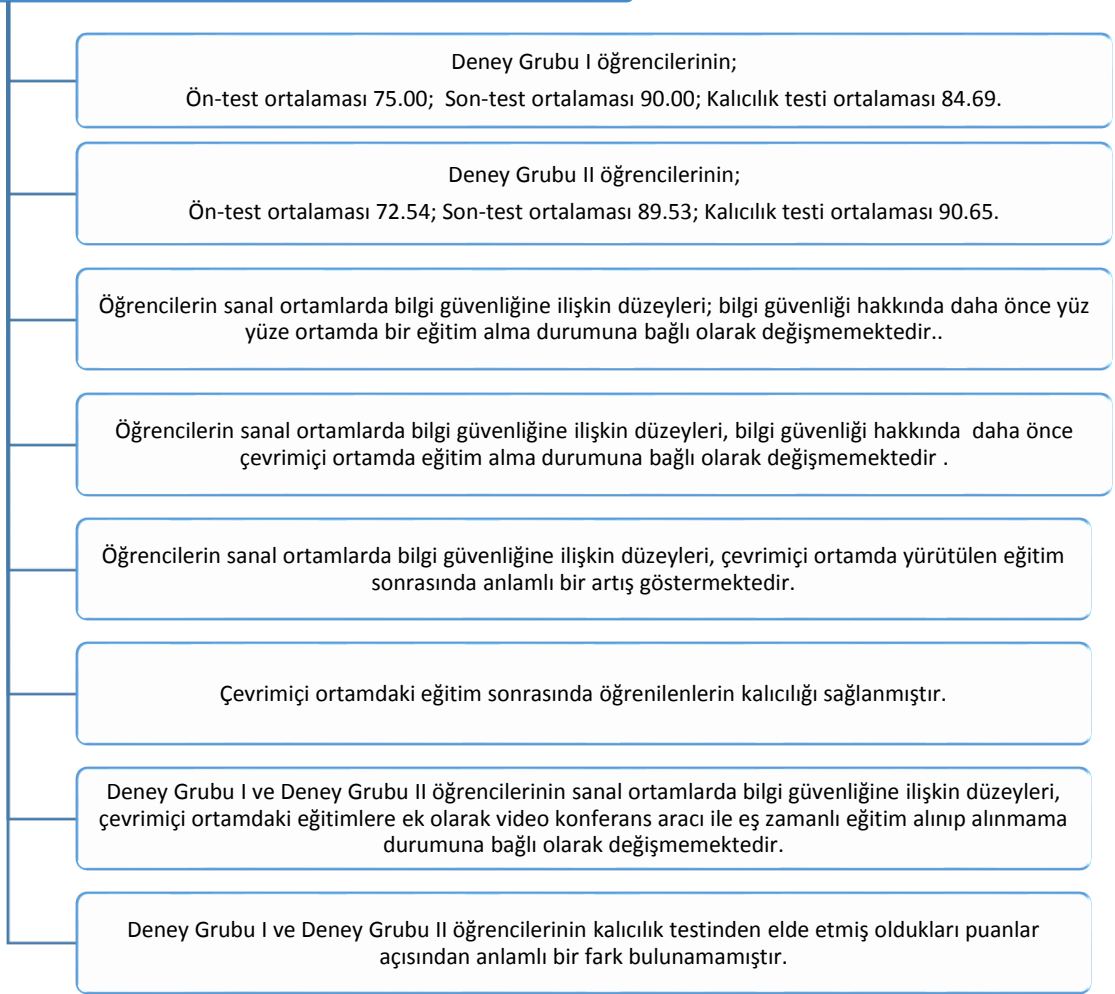 Deney Grubu I öğrencilerinin;
Ön-test ortalaması 75.00; Son-test ortalaması 90.00; Kalıcılık testi ortalaması 84.69.
Deney Grubu II öğrencilerinin;
Ön-test ortalaması 72.54; Son-test ortalaması 89.53; Kalıcılık testi ortalaması 90.65.
Öğrencilerin sanal ortamlarda bilgi güvenliğine ilişkin düzeyleri; bilgi güvenliği hakkında daha önce yüz
yüze ortamda bir eğitim alma durumuna bağlı olarak değişmemektedir..
Öğrencilerin sanal ortamlarda bilgi güvenliğine ilişkin düzeyleri, bilgi güvenliği hakkında daha önce
çevrimiçi ortamda eğitim alma durumuna bağlı olarak değişmemektedir .
Öğrencilerin sanal ortamlarda bilgi güvenliğine ilişkin düzeyleri, çevrimiçi ortamda yürütülen eğitim
sonrasında anlamlı bir artış göstermektedir.
Çevrimiçi ortamdaki eğitim sonrasında öğrenilenlerin kalıcılığı sağlanmıştır.
Deney Grubu I ve Deney Grubu II öğrencilerinin sanal ortamlarda bilgi güvenliğine ilişkin düzeyleri,
çevrimiçi ortamdaki eğitimlere ek olarak video konferans aracı ile eş zamanlı eğitim alınıp alınmama
durumuna bağlı olarak değişmemektedir.
Deney Grubu I ve Deney Grubu II öğrencilerinin kalıcılık testinden elde etmiş oldukları puanlar
açısından anlamlı bir fark bulunamamıştır.